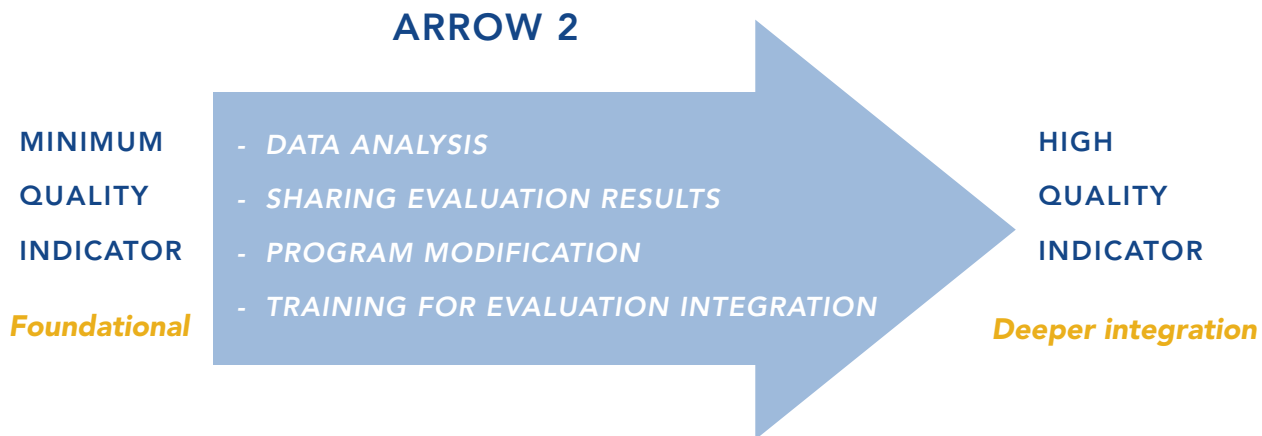 ARROW 2
MINIMUM
QUALITY
INDICATOR
Foundational
- DATA ANALYSIS
- SHARING EVALUATION RESULTS
- PROGRAM MODIFICATION
- TRAINING FOR EVALUATION INTEGRATION
HIGH
QUALITY
INDICATOR
Deeper integration